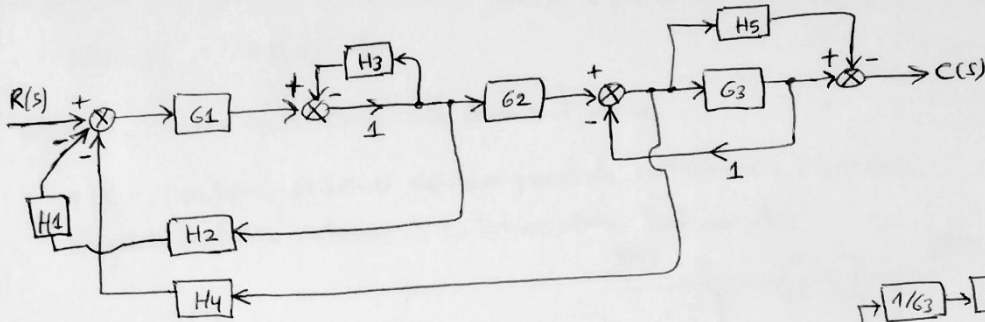 H5
H3
R(s)
+
+
-
+
+
-
C(s)
G1
G2
G3
-
-
1
-
1
H1
H2
H4
1/G3